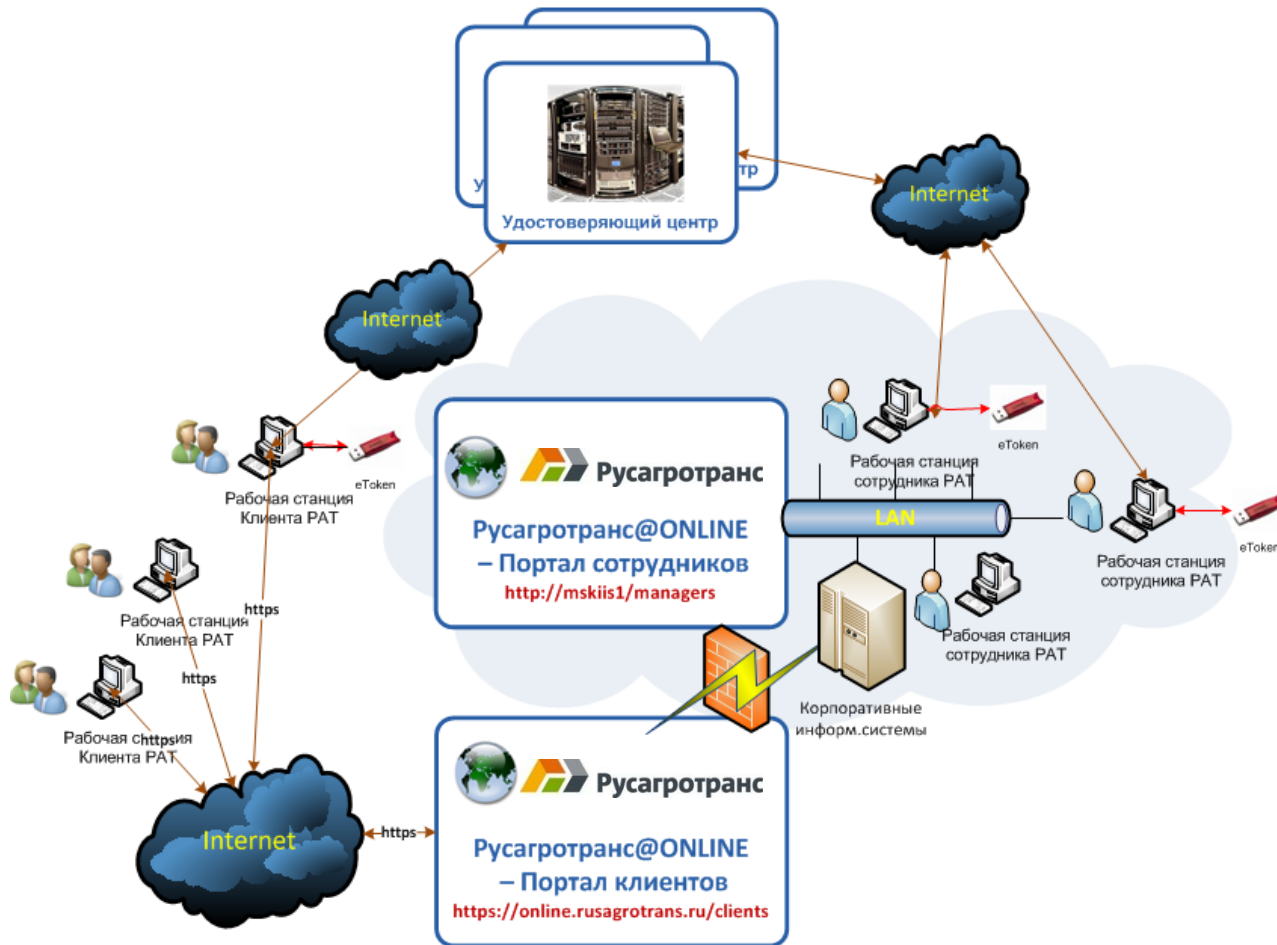 У
тр
Удостоверяющий центр
Internet
Internet
eToken
Рабочая станция
Клиента РАТ
Рабочая станция
Клиента РАТ
https
https
Рабочая станция
Клиента РАТ
https
Internet
https
Русагротранс
Русагротранс@ONLINE
– Портал сотрудников
http://mskiis1/managers
eToken
Рабочая станция
сотрудника РАТ
LAN
eToken
Рабочая станция
сотрудника РАТ
Рабочая станция
сотрудника РАТ
Корпоративные
информ.системы
Русагротранс
Русагротранс@ONLINE
– Портал клиентов
https://online.rusagrotrans.ru/clients